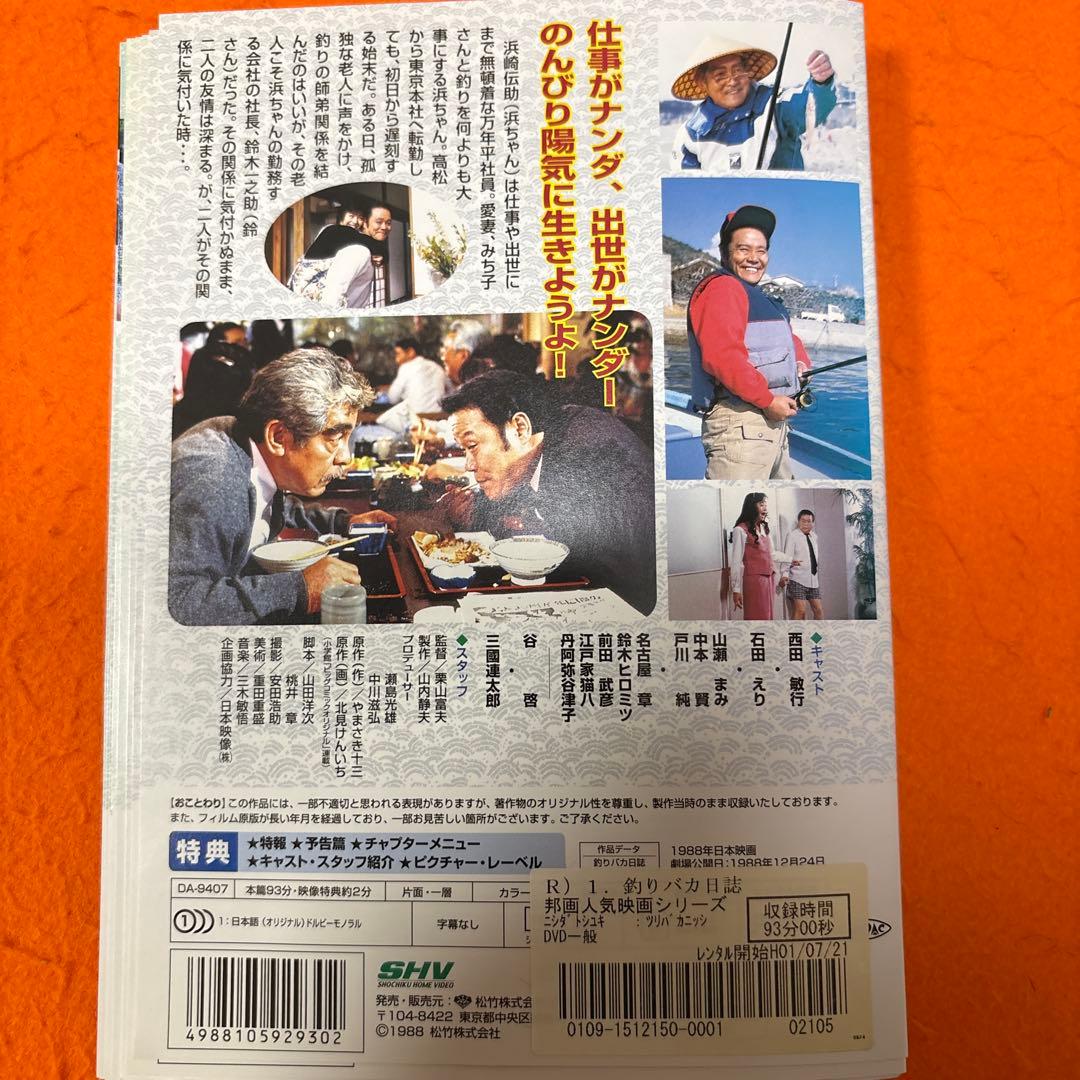 仕事がナンダ、出世がナンダー
のんびり陽気に生きようよ!
浜崎伝助(浜ちゃん)は仕事や出世に
まで無頓着な万年平社員。愛妻、みち子
さんと釣りを何よりも大
事にする浜ちゃん。高松
から東京本社へ転勤し
ても、初日から遅刻す
る始末だ。ある日、孤
独な老人に声をかけ、
釣りの師弟関係を結
んだのはいいが、その老
人こそ浜ちゃんの勤務す
る会社の社長、鈴木一之助(鈴
さん)だった。その関係に気付かぬまま、
二人の友情は深まる。が、二人がその関
係に気付いた時・・・。
◆キャスト
西田 敏行
・
石田 えり
・
山瀬 まみ
中本 賢
戸川 純
・
名古屋 章
鈴木ヒロミツ
前田 武彦
江戸家猫八
丹阿弥谷津子
谷 啓
・
三國連太郎
◆スタッフ
監督/栗山富夫
製作/山内静夫
プロデューサー
瀬島光雄
中川滋弘
原作(作)/やまさき十三
原作(画)/北見けんいち
(小学館「ビッグコミックオリジナル」連載)
脚本/山田洋次
桃井 章
撮影/安田浩助
美術/重田重盛
音楽/三木敏悟
企画協力/日本映像(株)
【おことわり】この作品には、一部不適切と思われる表現がありますが、著作物のオリジナル性を尊重し、製作当時のまま収録いたしております。
また、フィルム原版が長い年月を経過しており、一部お見苦しい箇所がございます。ご了承ください。
特典
★特報 ★予告篇 ★チャプターメニュー
★キャスト・スタッフ紹介 ★ピクチャー・レーベル
作品データ
釣りバカ日誌
1988年日本映画
劇場公開日:1988年12月24日
DA-9407 本篇93分・映像特典約2分 片面・一層 カラー
1:日本語(オリジナル)ドルビーモノラル
字幕なし
R)1.釣りバカ日誌
邦画人気映画シリーズ
ニシダトシユキ :ツリバカニッシ
DVD一般
収録時間
93分00秒
レンタル開始H01/07/21
0109-1512150-0001 02105
4988105929302
SHV
SHOCHIKU HOME VIDEO
発売・販売元: 松竹株式会
〒104-8422 東京都中央区
©1988 松竹株式会社